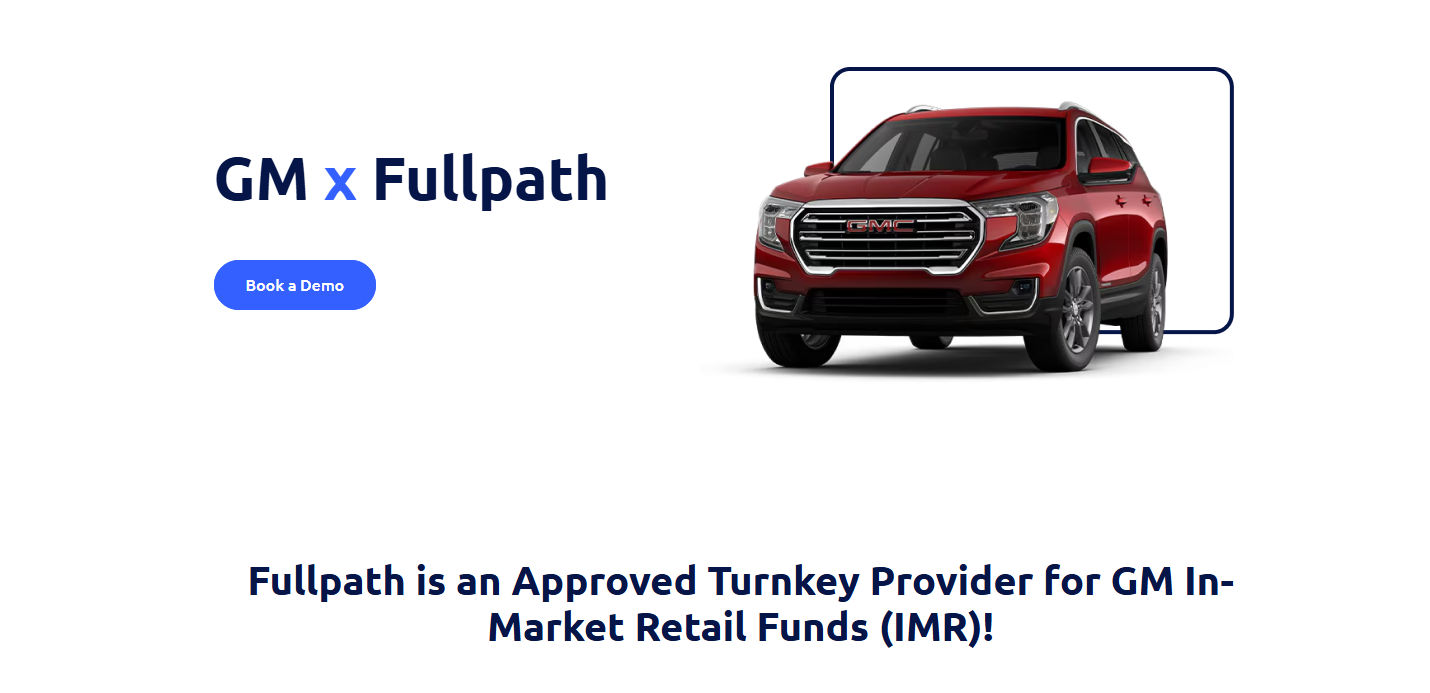 GM x Fullpath
Book a Demo
GMC
Fullpath is an Approved Turnkey Provider for GM In-
Market Retail Funds (IMR)!